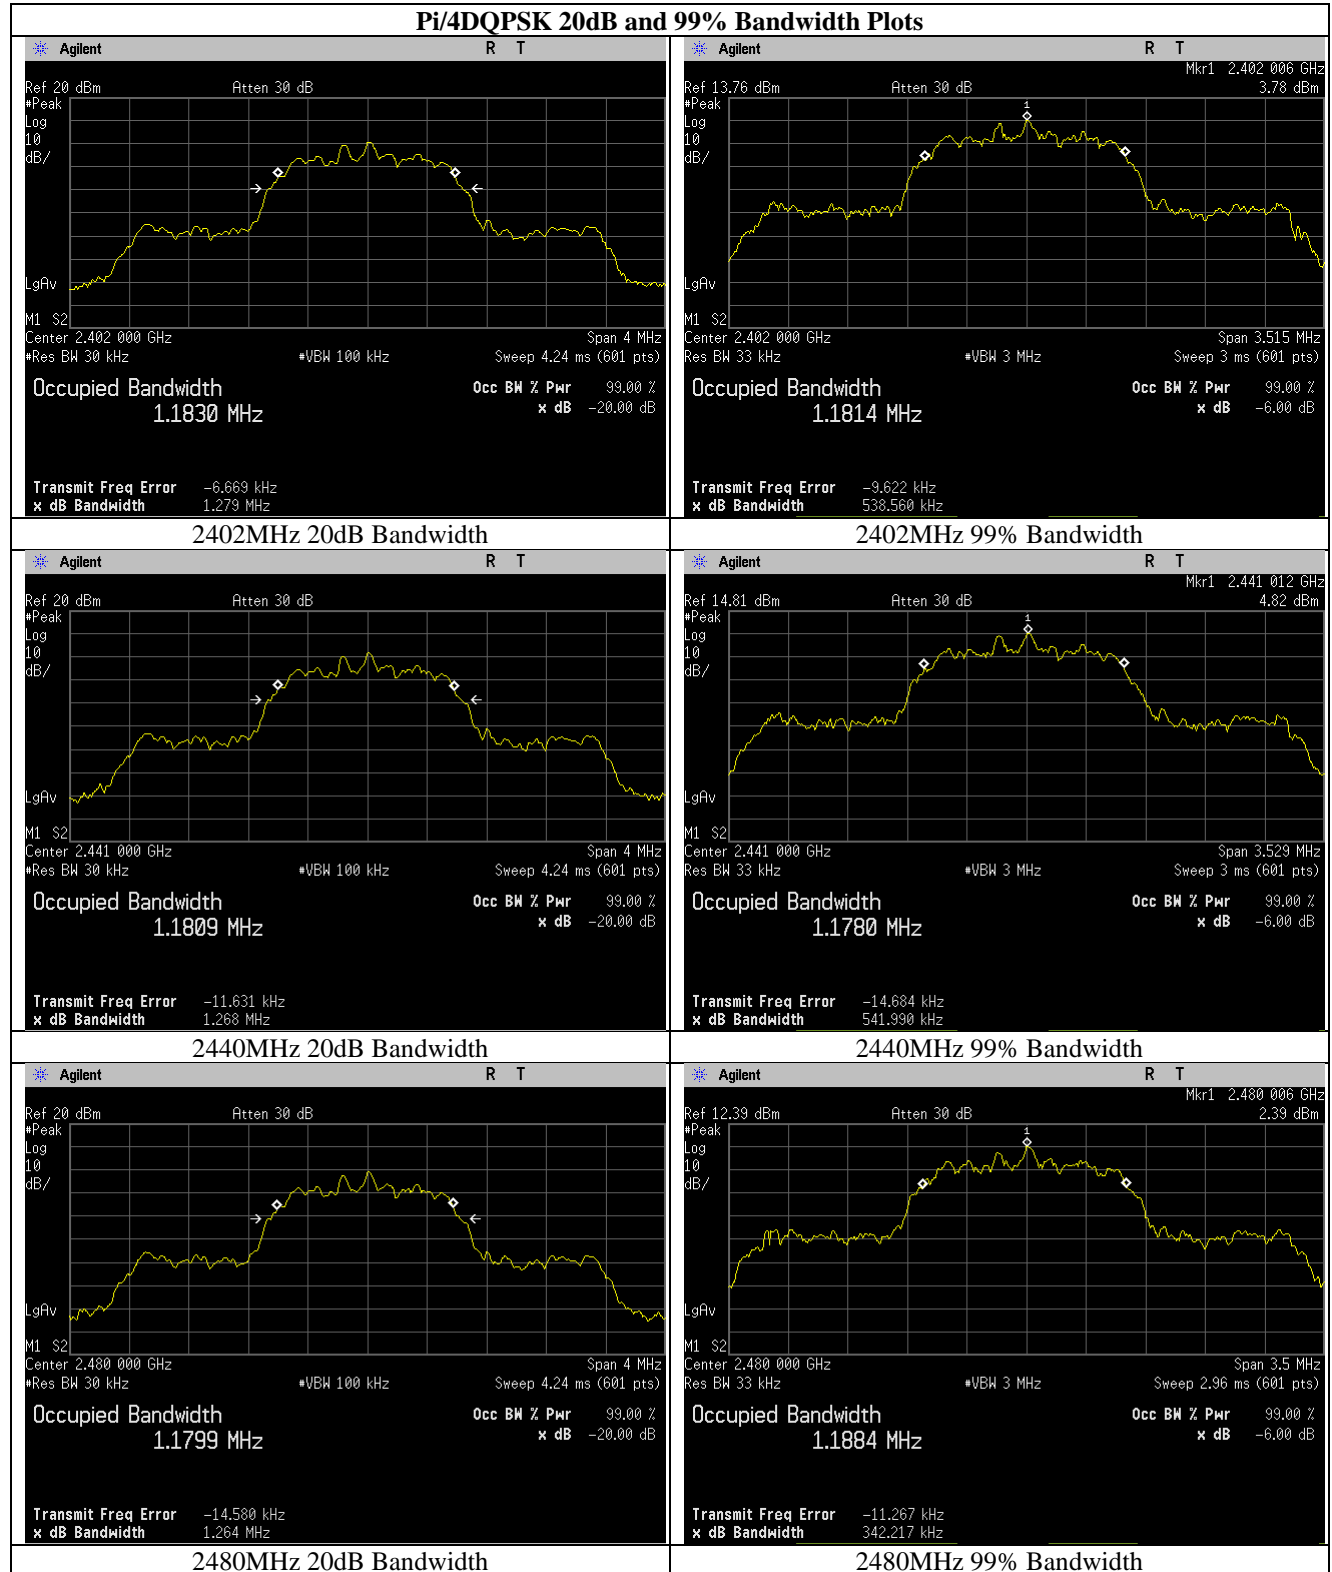 Pi/4DQPSK 20dB and 99% Bandwidth Plots
Agilent R T
Ref 20 dBm Atten 30 dB
#Peak
Log
10
dB/
LgAv
M1 S2
Center 2.402 000 GHz Span 4 MHz
#Res BW 30 kHz #VBW 100 kHz Sweep 4.24 ms (601 pts)
Occupied Bandwidth Occ BW % Pwr 99.00 %
1.1830 MHz x dB -20.00 dB
Transmit Freq Error -6.669 kHz
x dB Bandwidth 1.279 MHz
2402MHz 20dB Bandwidth
Agilent R T
Mkr1 2.402 006 GHz
Ref 13.76 dBm Atten 30 dB 3.78 dBm
#Peak
Log
10
dB/
1
LgAv
M1 S2
Center 2.402 000 GHz Span 3.515 MHz
Res BW 33 kHz #VBW 3 MHz Sweep 3 ms (601 pts)
Occupied Bandwidth Occ BW % Pwr 99.00 %
1.1814 MHz x dB -6.00 dB
Transmit Freq Error -9.622 kHz
x dB Bandwidth 538.560 kHz
2402MHz 99% Bandwidth
Agilent R T
Ref 20 dBm Atten 30 dB
#Peak
Log
10
dB/
LgAv
M1 S2
Center 2.441 000 GHz Span 4 MHz
#Res BW 30 kHz #VBW 100 kHz Sweep 4.24 ms (601 pts)
Occupied Bandwidth Occ BW % Pwr 99.00 %
1.1809 MHz x dB -20.00 dB
Transmit Freq Error -11.631 kHz
x dB Bandwidth 1.268 MHz
2440MHz 20dB Bandwidth
Agilent R T
Mkr1 2.441 012 GHz
Ref 14.81 dBm Atten 30 dB 4.82 dBm
#Peak
Log
10
dB/
1
LgAv
M1 S2
Center 2.441 000 GHz Span 3.529 MHz
Res BW 33 kHz #VBW 3 MHz Sweep 3 ms (601 pts)
Occupied Bandwidth Occ BW % Pwr 99.00 %
1.1780 MHz x dB -6.00 dB
Transmit Freq Error -14.684 kHz
x dB Bandwidth 541.990 kHz
2440MHz 99% Bandwidth
Agilent R T
Ref 20 dBm Atten 30 dB
#Peak
Log
10
dB/
LgAv
M1 S2
Center 2.480 000 GHz Span 4 MHz
#Res BW 30 kHz #VBW 100 kHz Sweep 4.24 ms (601 pts)
Occupied Bandwidth Occ BW % Pwr 99.00 %
1.1799 MHz x dB -20.00 dB
Transmit Freq Error -14.580 kHz
x dB Bandwidth 1.264 MHz
2480MHz 20dB Bandwidth
Agilent R T
Mkr1 2.480 006 GHz
Ref 12.39 dBm Atten 30 dB 2.39 dBm
#Peak
Log
10
dB/
1
LgAv
M1 S2
Center 2.480 000 GHz Span 3.5 MHz
Res BW 33 kHz #VBW 3 MHz Sweep 2.96 ms (601 pts)
Occupied Bandwidth Occ BW % Pwr 99.00 %
1.1884 MHz x dB -6.00 dB
Transmit Freq Error -11.267 kHz
x dB Bandwidth 342.217 kHz
2480MHz 99% Bandwidth